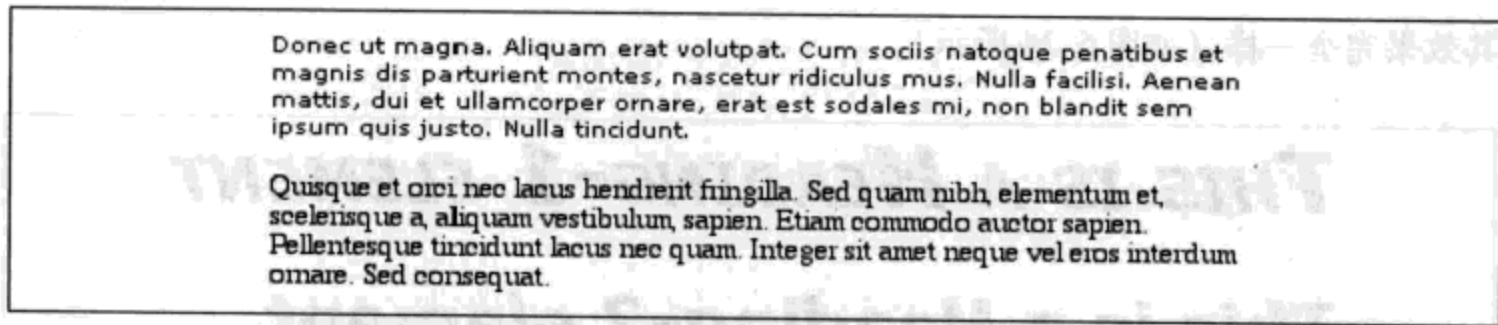 Donec ut magna. Aliquam erat volutpat. Cum sociis natoque penatibus et
magnis dis parturient montes, nascetur ridiculus mus. Nulla facilisi. Aenean
mattis, dui et ullamcorper ornare, erat est sodales mi, non blandit sem
ipsum quis justo. Nulla tincidunt.
Quisque et orci nec lacus hendrerit fringilla. Sed quam nibh, elementum et,
scelerisque a, aliquam vestibulum, sapien. Etiam commodo auctor sapien.
Pellentesque tincidunt lacus nec quam. Integer sit amet neque vel eros interdum
ornare. Sed consequat.